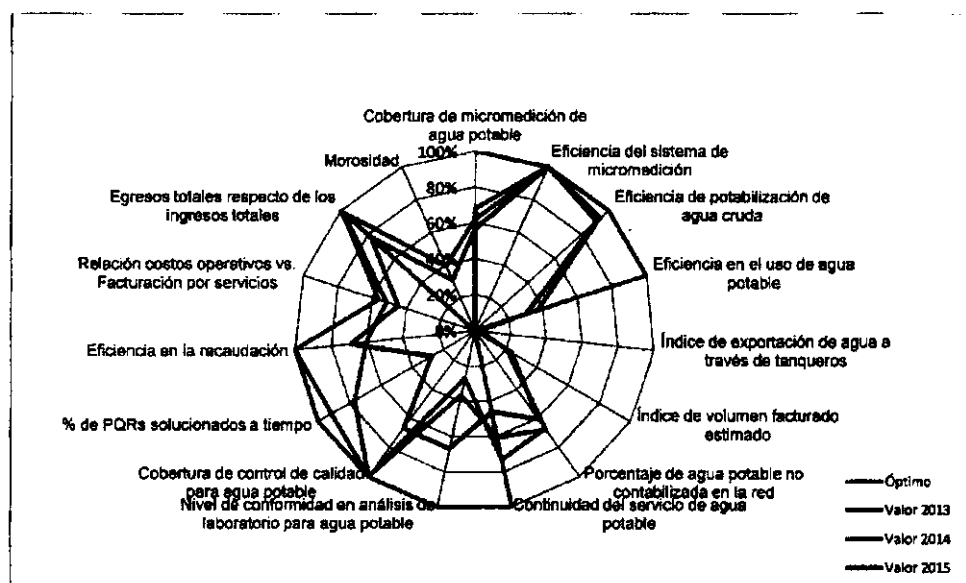 Cobertura de micromedición de
agua potable
Eficiencia del sistema de
micromedición
Eficiencia de potabilización de
agua cruda
Eficiencia en el uso de agua
potable
Índice de exportación de agua a
través de tanqueros
Índice de volumen facturado
estimado
Porcentaje de agua potable no
contabilizada en la red
Continuidad del servicio de agua
potable
Nivel de conformidad en análisis de
laboratorio para agua potable
Cobertura de control de calidad
para agua potable
% de PQRs solucionados a tiempo
Eficiencia en la recaudación
Relación costos operativos vs.
Facturación por servicios
Egresos totales respecto de los
ingresos totales
Morosidad
100%
80%
60%
40%
20%
0%
Óptimo
Valor 2013
Valor 2014
Valor 2015